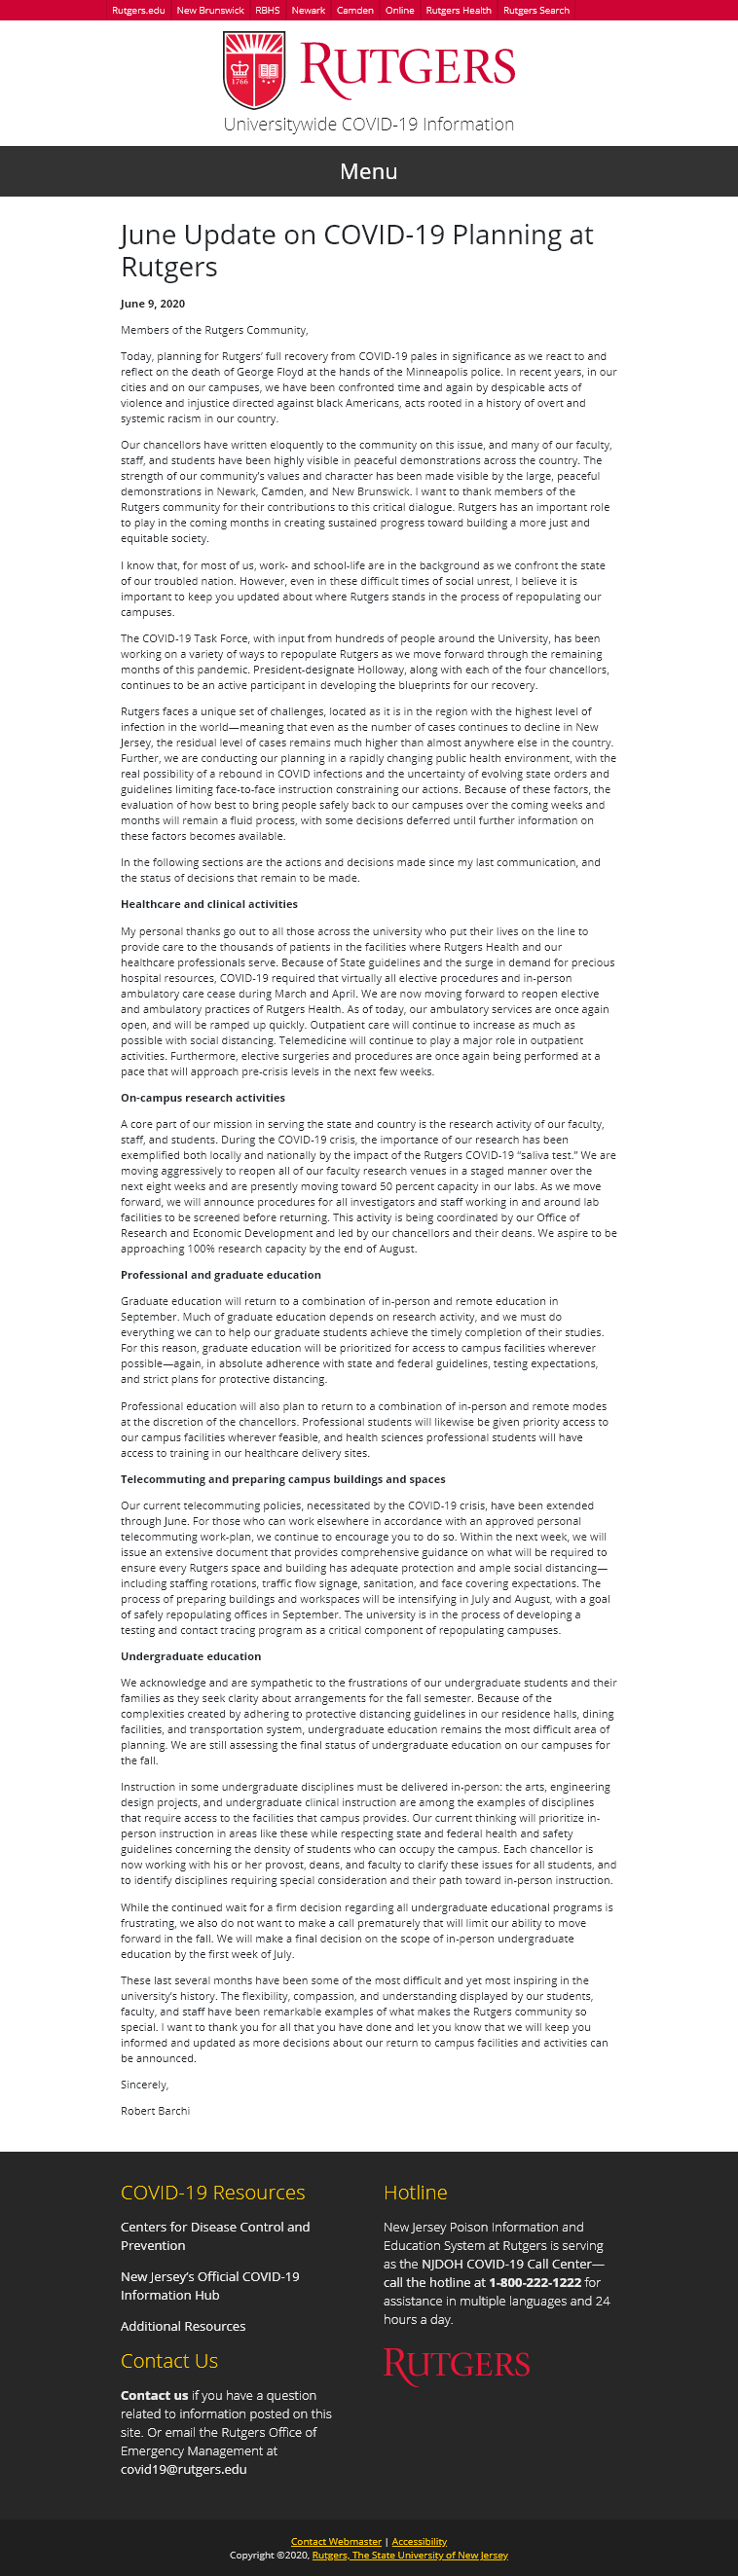 Rutgers.edu New Brunswick RBHS Newark Camden Online Rutgers Health Rutgers Search
1766
RUTGERS
Universitywide COVID-19 Information
Menu
June Update on COVID-19 Planning at
Rutgers
June 9, 2020
Members of the Rutgers Community,
Today, planning for Rutgers' full recovery from COVID-19 pales in significance as we react to and
reflect on the death of George Floyd at the hands of the Minneapolis police. In recent years, in our
cities and on our campuses, we have been confronted time and again by despicable acts of
violence and injustice directed against black Americans, acts rooted in a history of overt and
systemic racism in our country.
Our chancellors have written eloquently to the community on this issue, and many of our faculty,
staff, and students have been highly visible in peaceful demonstrations across the country. The
strength of our community's values and character has been made visible by the large, peaceful
demonstrations in Newark, Camden, and New Brunswick. I want to thank members of the
Rutgers community for their contributions to this critical dialogue. Rutgers has an important role
to play in the coming months in creating sustained progress toward building a more just and
equitable society.
I know that, for most of us, work- and school-life are in the background as we confront the state
of our troubled nation. However, even in these difficult times of social unrest, I believe it is
important to keep you updated about where Rutgers stands in the process of repopulating our
campuses.
The COVID-19 Task Force, with input from hundreds of people around the University, has been
working on a variety of ways to repopulate Rutgers as we move forward through the remaining
months of this pandemic. President-designate Holloway, along with each of the four chancellors,
continues to be an active participant in developing the blueprints for our recovery.
Rutgers faces a unique set of challenges, located as it is in the region with the highest level of
infection in the world—meaning that even as the number of cases continues to decline in New
Jersey, the residual level of cases remains much higher than almost anywhere else in the country.
Further, we are conducting our planning in a rapidly changing public health environment, with the
real possibility of a rebound in COVID infections and the uncertainty of evolving state orders and
guidelines limiting face-to-face instruction constraining our actions. Because of these factors, the
evaluation of how best to bring people safely back to our campuses over the coming weeks and
months will remain a fluid process, with some decisions deferred until further information on
these factors becomes available.
In the following sections are the actions and decisions made since my last communication, and
the status of decisions that remain to be made.
Healthcare and clinical activities
My personal thanks go out to all those across the university who put their lives on the line to
provide care to the thousands of patients in the facilities where Rutgers Health and our
healthcare professionals serve. Because of State guidelines and the surge in demand for precious
hospital resources, COVID-19 required that virtually all elective procedures and in-person
ambulatory care cease during March and April. We are now moving forward to reopen elective
and ambulatory practices of Rutgers Health. As of today, our ambulatory services are once again
open, and will be ramped up quickly. Outpatient care will continue to increase as much as
possible with social distancing. Telemedicine will continue to play a major role in outpatient
activities. Furthermore, elective surgeries and procedures are once again being performed at a
pace that will approach pre-crisis levels in the next few weeks.
On-campus research activities
A core part of our mission in serving the state and country is the research activity of our faculty,
staff, and students. During the COVID-19 crisis, the importance of our research has been
exemplified both locally and nationally by the impact of the Rutgers COVID-19 “saliva test.” We are
moving aggressively to reopen all of our faculty research venues in a staged manner over the
next eight weeks and are presently moving toward 50 percent capacity in our labs. As we move
forward, we will announce procedures for all investigators and staff working in and around lab
facilities to be screened before returning. This activity is being coordinated by our Office of
Research and Economic Development and led by our chancellors and their deans. We aspire to be
approaching 100% research capacity by the end of August.
Professional and graduate education
Graduate education will return to a combination of in-person and remote education in
September. Much of graduate education depends on research activity, and we must do
everything we can to help our graduate students achieve the timely completion of their studies.
For this reason, graduate education will be prioritized for access to campus facilities wherever
possible—again, in absolute adherence with state and federal guidelines, testing expectations,
and strict plans for protective distancing.
Professional education will also plan to return to a combination of in-person and remote modes
at the discretion of the chancellors. Professional students will likewise be given priority access to
our campus facilities wherever feasible, and health sciences professional students will have
access to training in our healthcare delivery sites.
Telecommuting and preparing campus buildings and spaces
Our current telecommuting policies, necessitated by the COVID-19 crisis, have been extended
through June. For those who can work elsewhere in accordance with an approved personal
telecommuting work-plan, we continue to encourage you to do so. Within the next week, we will
issue an extensive document that provides comprehensive guidance on what will be required to
ensure every Rutgers space and building has adequate protection and ample social distancing—
including staffing rotations, traffic flow signage, sanitation, and face covering expectations. The
process of preparing buildings and workspaces will be intensifying in July and August, with a goal
of safely repopulating offices in September. The university is in the process of developing a
testing and contact tracing program as a critical component of repopulating campuses.
Undergraduate education
We acknowledge and are sympathetic to the frustrations of our undergraduate students and their
families as they seek clarity about arrangements for the fall semester. Because of the
complexities created by adhering to protective distancing guidelines in our residence halls, dining
facilities, and transportation system, undergraduate education remains the most difficult area of
planning. We are still assessing the final status of undergraduate education on our campuses for
the fall.
Instruction in some undergraduate disciplines must be delivered in-person: the arts, engineering
design projects, and undergraduate clinical instruction are among the examples of disciplines
that require access to the facilities that campus provides. Our current thinking will prioritize in-
person instruction in areas like these while respecting state and federal health and safety
guidelines concerning the density of students who can occupy the campus. Each chancellor is
now working with his or her provost, deans, and faculty to clarify these issues for all students, and
to identify disciplines requiring special consideration and their path toward in-person instruction.
While the continued wait for a firm decision regarding all undergraduate educational programs is
frustrating, we also do not want to make a call prematurely that will limit our ability to move
forward in the fall. We will make a final decision on the scope of in-person undergraduate
education by the first week of July.
These last several months have been some of the most difficult and yet most inspiring in the
university's history. The flexibility, compassion, and understanding displayed by our students,
faculty, and staff have been remarkable examples of what makes the Rutgers community so
special. I want to thank you for all that you have done and let you know that we will keep you
informed and updated as more decisions about our return to campus facilities and activities can
be announced.
Sincerely,
Robert Barchi
COVID-19 Resources
Centers for Disease Control and
Prevention
New Jersey's Official COVID-19
Information Hub
Additional Resources
Contact Us
Contact us if you have a question
related to information posted on this
site. Or email the Rutgers Office of
Emergency Management at
covid19@rutgers.edu
Hotline
New Jersey Poison Information and
Education System at Rutgers is serving
as the NJDOH COVID-19 Call Center—
call the hotline at 1-800-222-1222 for
assistance in multiple languages and 24
hours a day.
RUTGERS
Contact Webmaster | Accessibility
Copyright ©2020, Rutgers, The State University of New Jersey